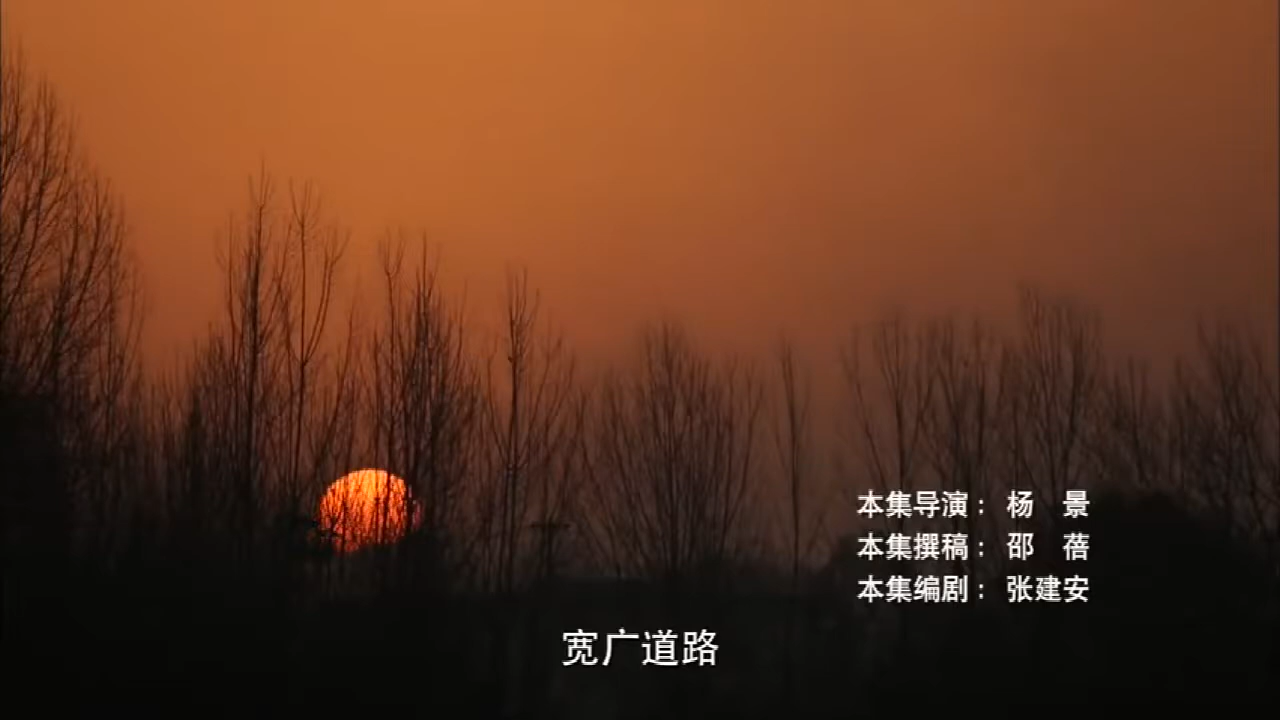 本集导演： 杨　景
本集撰稿： 邵　蓓
本集编剧： 张建安
宽广道路